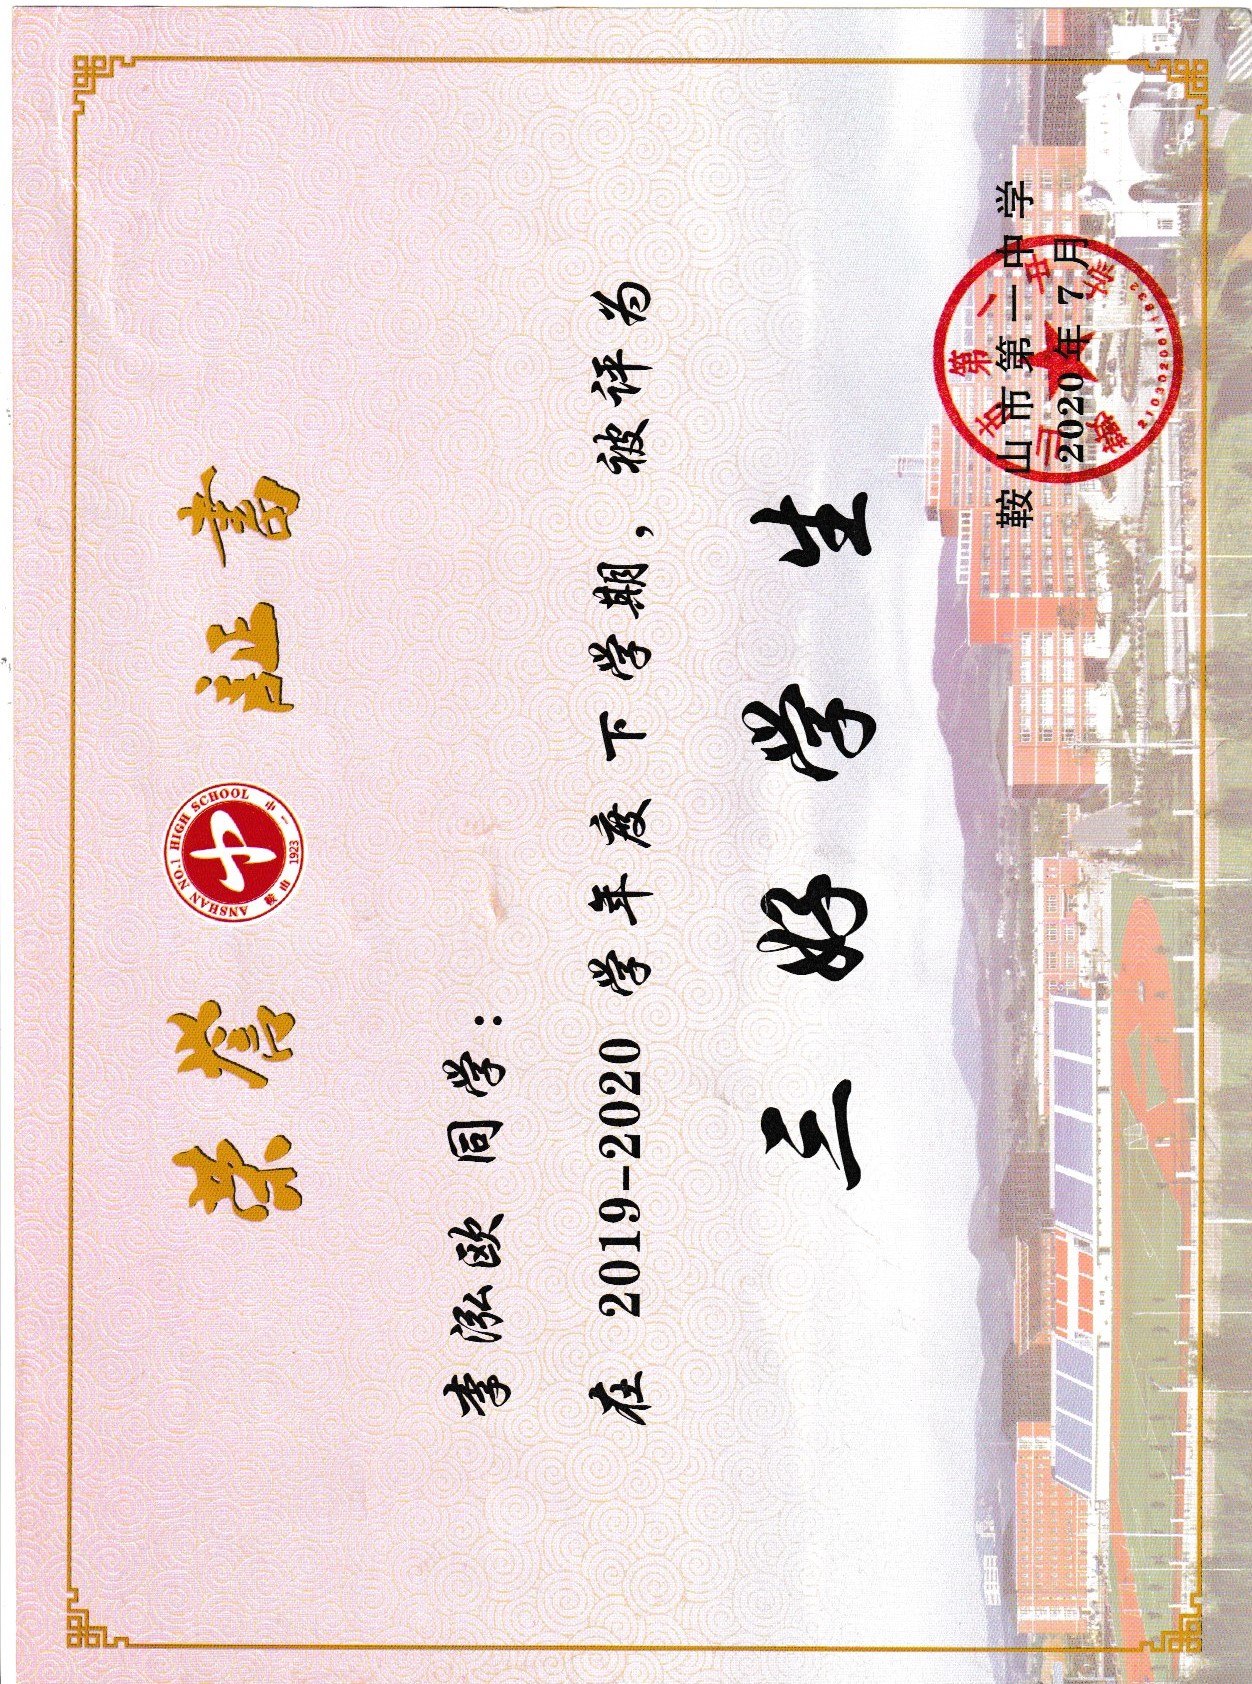 荣誉 証書
ANSHAN NO.1 HIGH SCHOOL
鞍山一中
1923
李泓欧 同学：
在 2019-2020 学年度下学期，被评为
三好学生
鞍山市第一中学
2020年7月
鞍山市第一中学